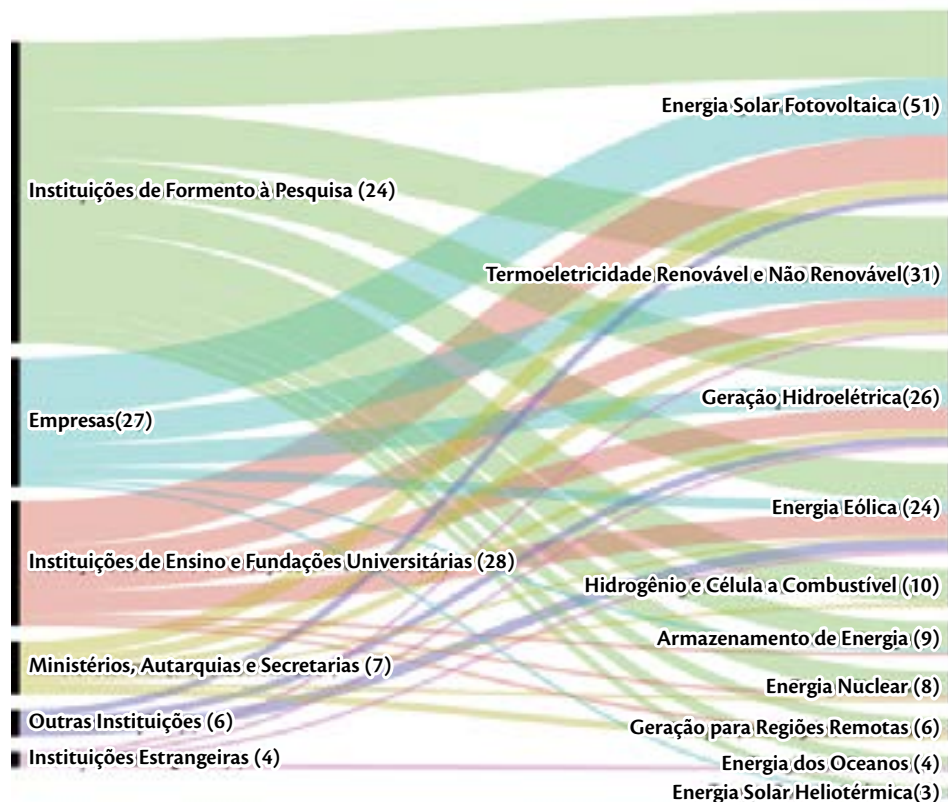 Energia Solar Fotovoltaica (51)
Instituições de Formento à Pesquisa (24)
Termoeletricidade Renovável e Não Renovável(31)
Geração Hidroelétrica(26)
Empresas(27)
Energia Eólica (24)
Instituições de Ensino e Fundações Universitárias (28)
Hidrogênio e Célula a Combustível (10)
Armazenamento de Energia (9)
Ministérios, Autarquias e Secretarias (7)
Energia Nuclear (8)
Outras Instituições (6)
Geração para Regiões Remotas (6)
Instituições Estrangeiras (4)
Energia dos Oceanos (4)
Energia Solar Heliotérmica(3)